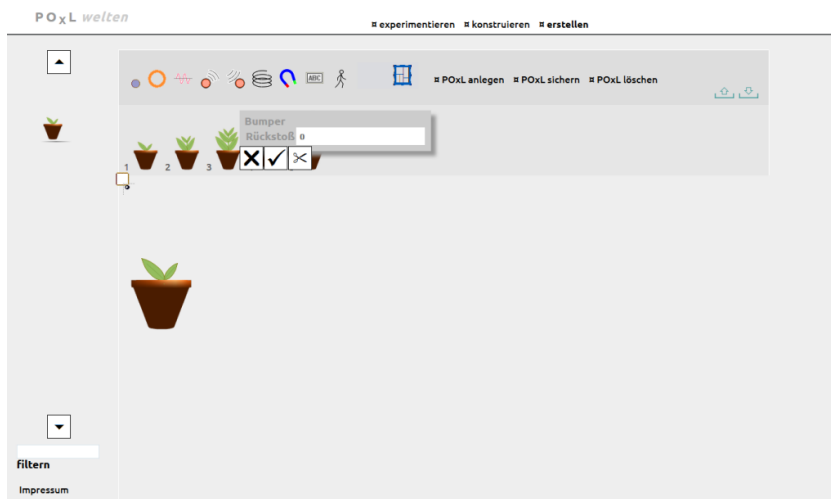 POXL welten
¤ experimentieren ¤ konstruieren ¤ erstellen
ABC
¤ POxL anlegen ¤ POxL sichern ¤ POxL löschen
Bumper
Rückstoß 0
1 2 3
filtern
Impressum